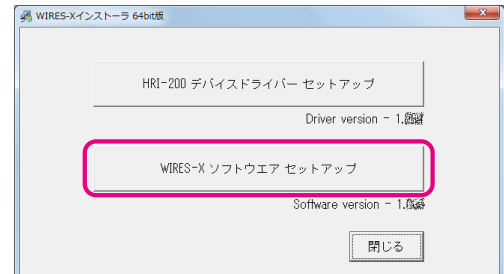 WIRES-Xインストーラ 64bit版
HRI-200 デバイスドライバー セットアップ
Driver version - 1.
WIRES-X ソフトウエア セットアップ
Software version - 1.
閉じる